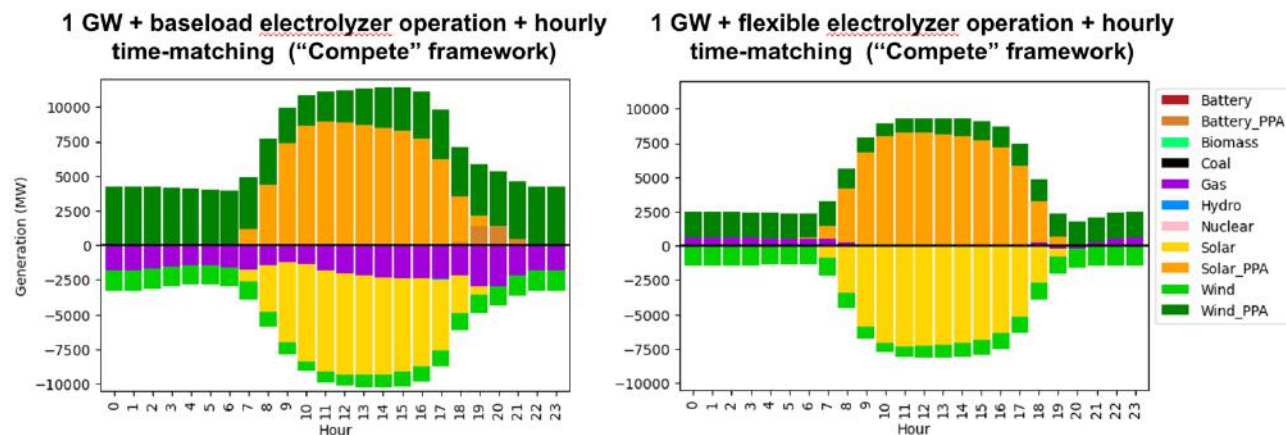 1 GW + baseload electrolyzer operation + hourly
time-matching (“Compete” framework)
1 GW + flexible electrolyzer operation + hourly
time-matching (“Compete” framework)
Generation (MW)
10000
7500
5000
2500
0
−2500
−5000
−7500
−10000
0 1 2 3 4 5 6 7 8 9 10 11 12 13 14 15 16 17 18 19 20 21 22 23
Hour
10000
7500
5000
2500
0
−2500
−5000
−7500
−10000
0 1 2 3 4 5 6 7 8 9 10 11 12 13 14 15 16 17 18 19 20 21 22 23
Hour
Battery
Battery_PPA
Biomass
Coal
Gas
Hydro
Nuclear
Solar
Solar_PPA
Wind
Wind_PPA